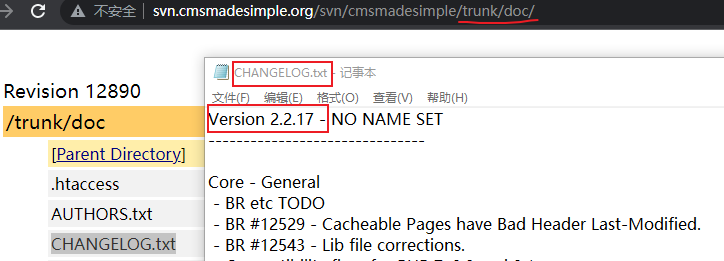 不安全 | svn.cmsmadesimple.org/svn/cmsmadesimple/trunk/doc/
Revision 12890
/trunk/doc
[Parent Directory]
.htaccess
AUTHORS.txt
CHANGELOG.txt
CHANGELOG.txt - 记事本
文件(F) 编辑(E) 格式(O) 查看(V) 帮助(H)
Version 2.2.17 - NO NAME SET
-------------------------------
Core - General
- BR etc TODO
- BR #12529 - Cacheable Pages have Bad Header Last-Modified.
- BR #12543 - Lib file corrections.